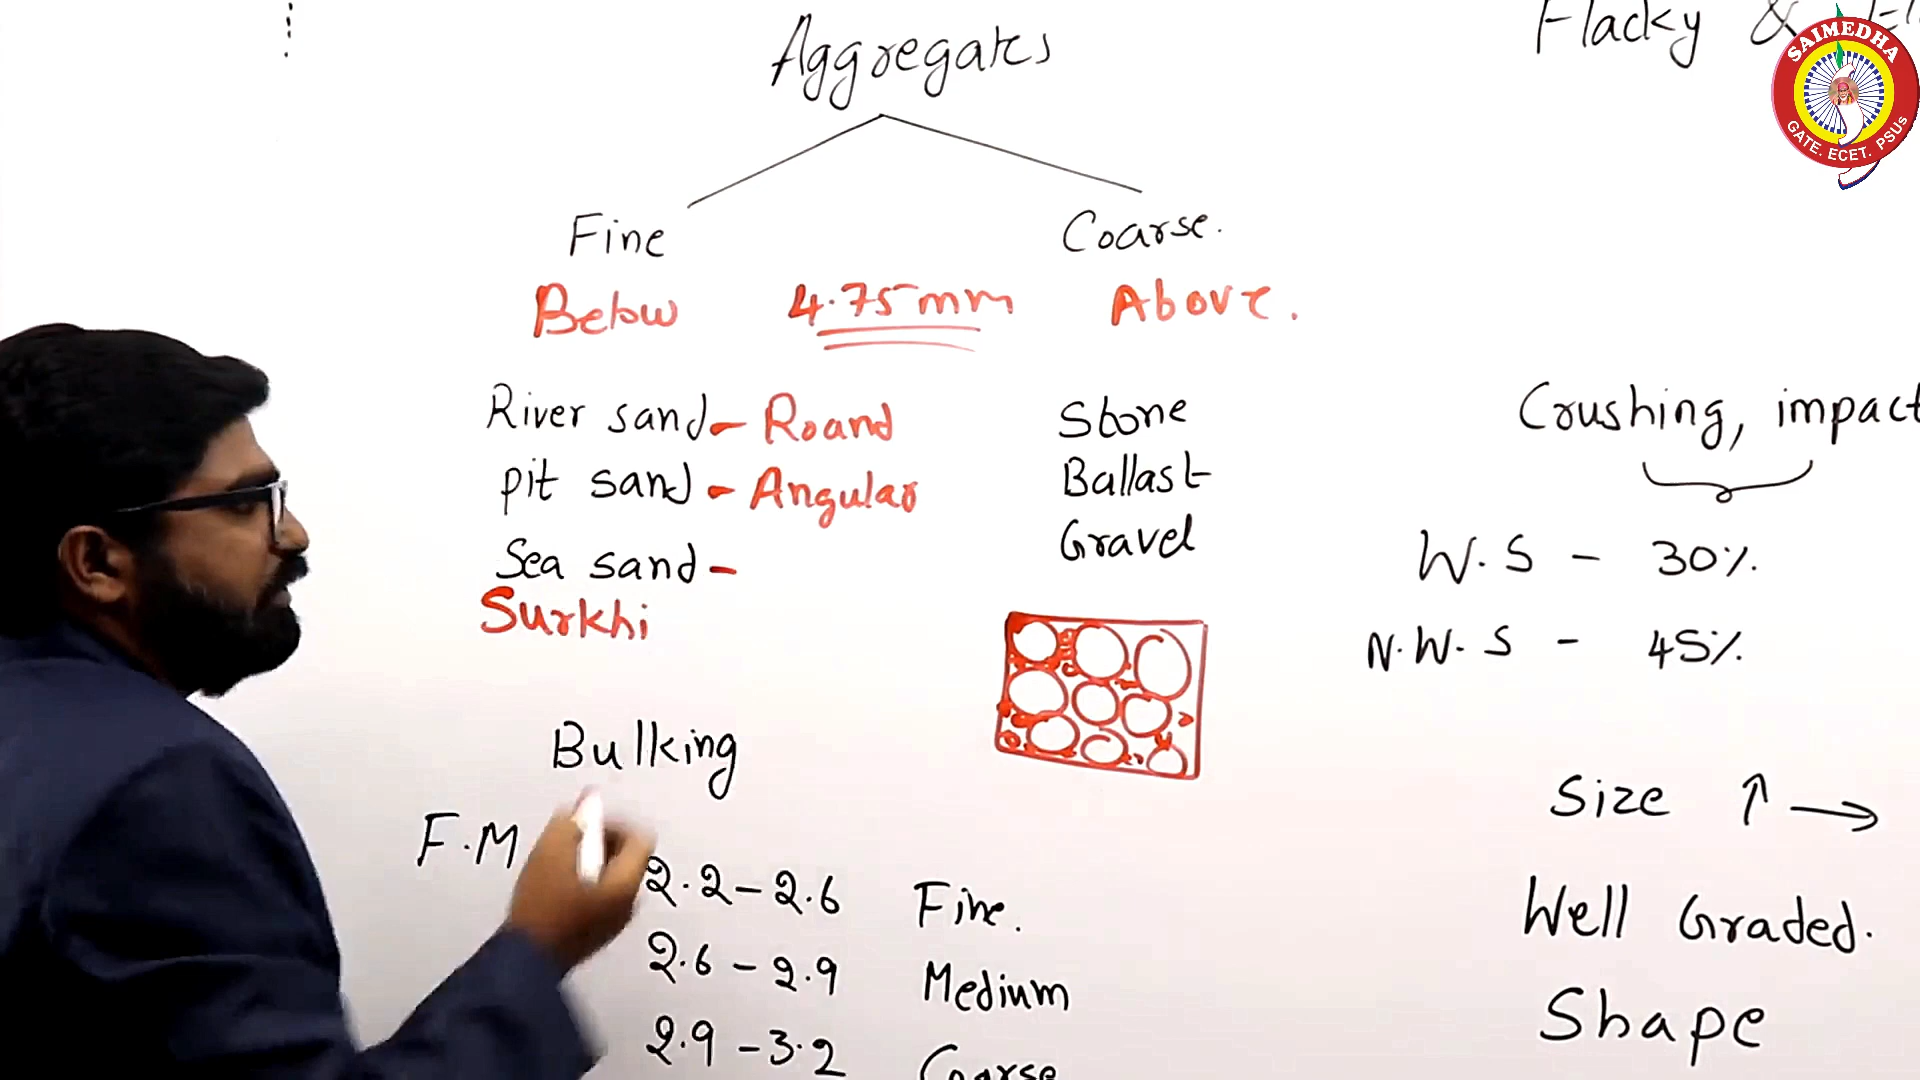 Aggregates
Flacky &
SAIMEDHA
GATE. ECET. PSUs
Fine
Coarse.
Below 4.75mm Above.
River sand - Round
Pit sand - Angular
Sea sand -
Surkhi
Stone
Ballast
Gravel
Crushing, impact
W.S - 30%
N.W.S - 45%
Bulking
F.M
2.2-2.6 Fine.
2.6-2.9 Medium
2.9-3.2 Coarse
Size ↑ →
Well Graded.
Shape